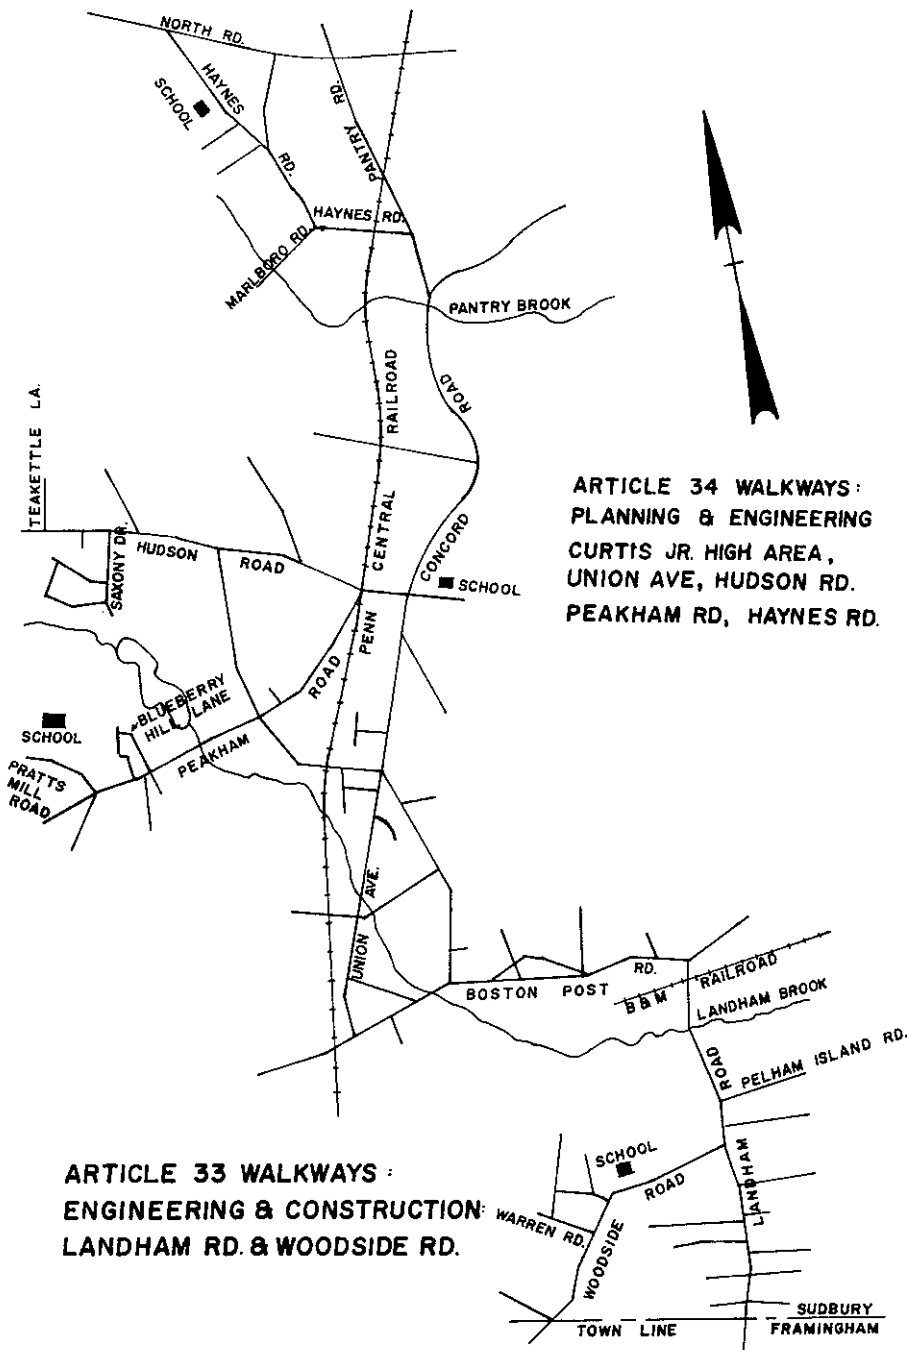 NORTH RD.
HAYNES
RD.
SCHOOL
PANTRY RD.
HAYNES RD.
MARLBORO RD.
PANTRY BROOK
CONCORD ROAD
PENN CENTRAL RAILROAD
TEAKETTLE LA.
SAXONY DR.
HUDSON ROAD
SCHOOL
ARTICLE 34 WALKWAYS:
PLANNING & ENGINEERING
CURTIS JR. HIGH AREA,
UNION AVE, HUDSON RD.
PEAKHAM RD, HAYNES RD.
BLUEBERRY
HILL LANE
SCHOOL
PEAKHAM ROAD
PRATTS
MILL
ROAD
UNION AVE.
BOSTON POST RD.
B & M RAILROAD
LANDHAM BROOK
PELHAM ISLAND RD.
LANDHAM ROAD
SCHOOL
WOODSIDE ROAD
WARREN RD.
ARTICLE 33 WALKWAYS:
ENGINEERING & CONSTRUCTION:
LANDHAM RD. & WOODSIDE RD.
TOWN LINE
SUDBURY
FRAMINGHAM